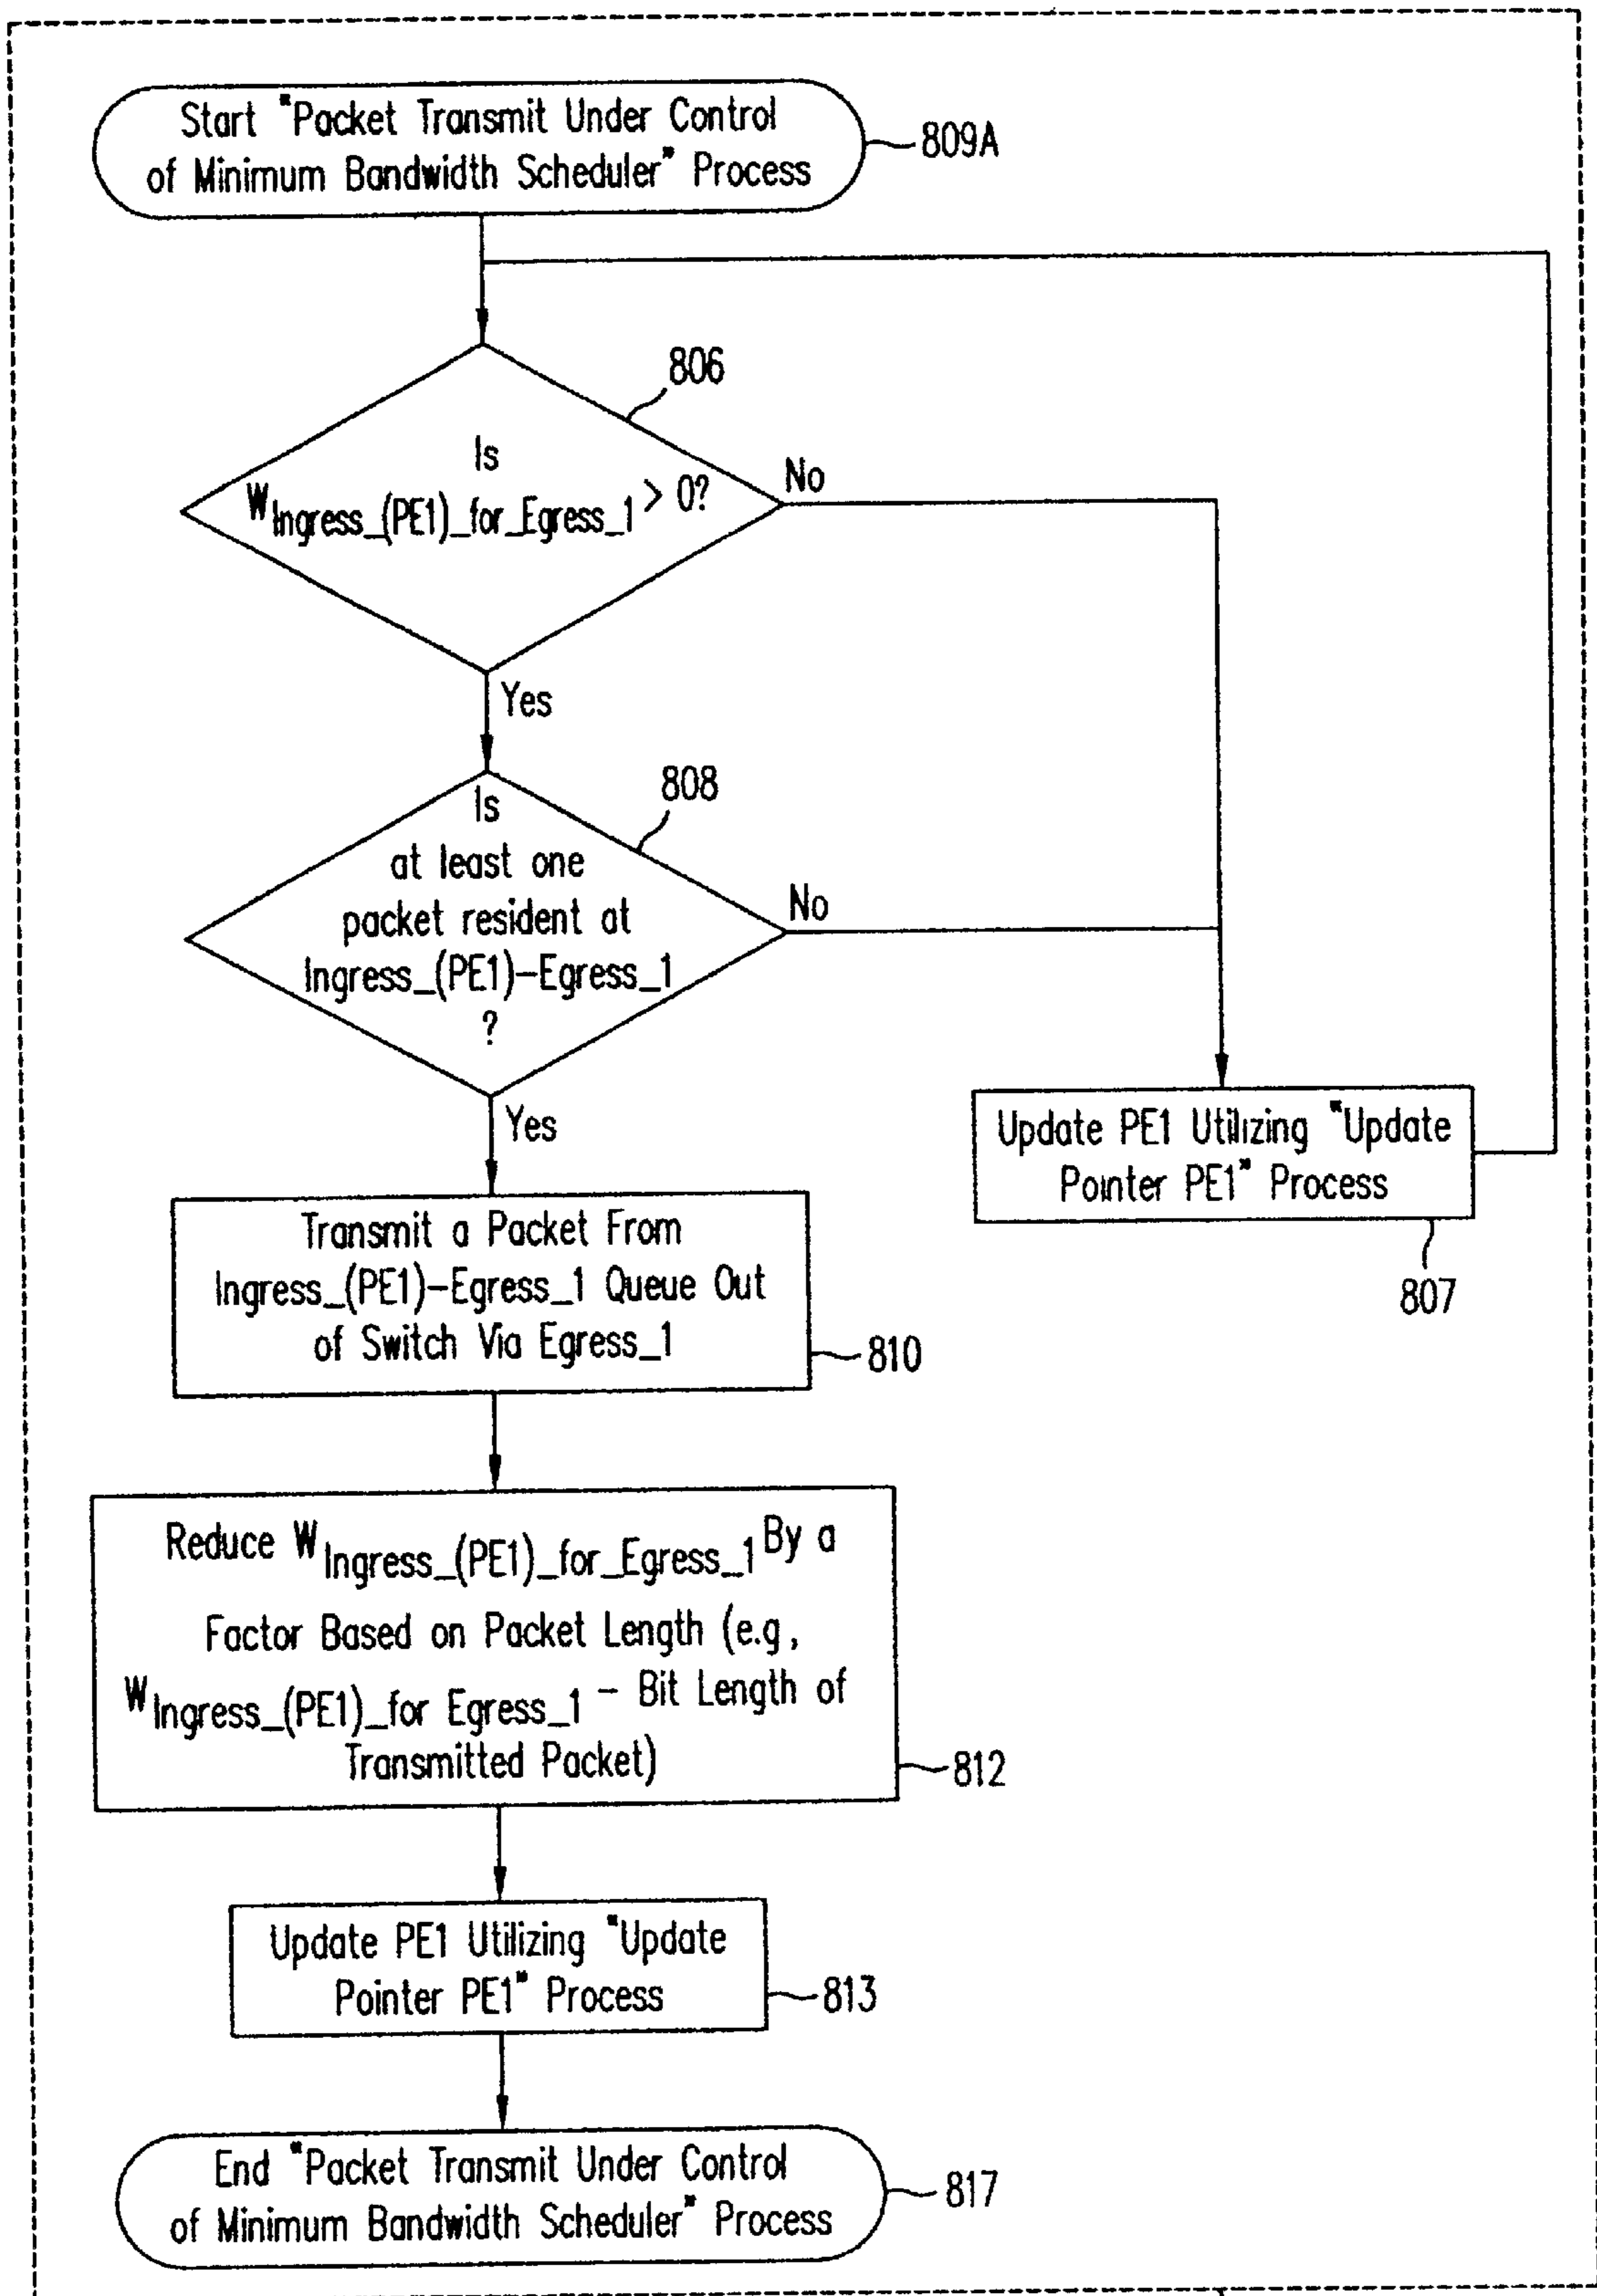 Start "Packet Transmit Under Control
of Minimum Bandwidth Scheduler" Process
809A
806
Is
WIngress_(PE1)_for_Egress_1 > 0?
No
Yes
808
Is
at least one
packet resident at
Ingress_(PE1)-Egress_1
?
No
Yes
Update PE1 Utilizing "Update
Pointer PE1" Process
807
Transmit a Packet From
Ingress_(PE1)-Egress_1 Queue Out
of Switch Via Egress_1
810
Reduce WIngress_(PE1)_for_Egress_1 By a
Factor Based on Packet Length (e.g,
WIngress_(PE1)_for Egress_1 - Bit Length of
Transmitted Packet)
812
Update PE1 Utilizing "Update
Pointer PE1" Process
813
End "Packet Transmit Under Control
of Minimum Bandwidth Scheduler" Process
817